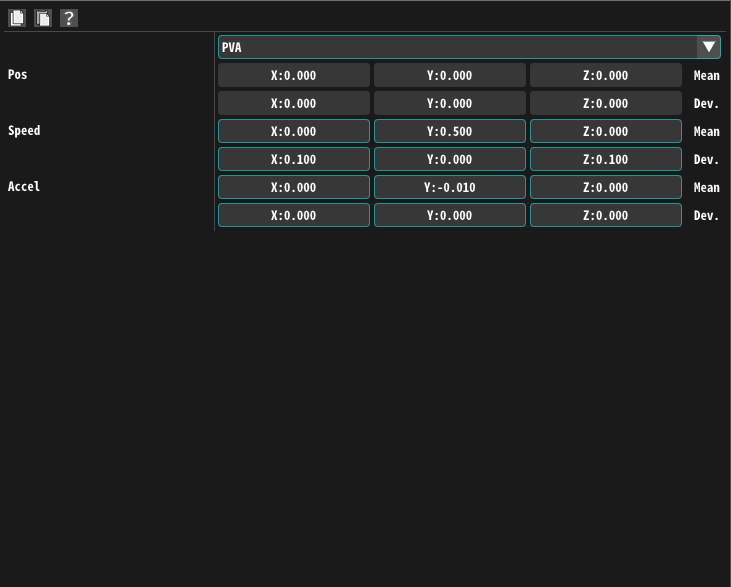 ?
PVA
Pos X:0.000 Y:0.000 Z:0.000 Mean
X:0.000 Y:0.000 Z:0.000 Dev.
Speed X:0.000 Y:0.500 Z:0.000 Mean
X:0.100 Y:0.000 Z:0.100 Dev.
Accel X:0.000 Y:-0.010 Z:0.000 Mean
X:0.000 Y:0.000 Z:0.000 Dev.